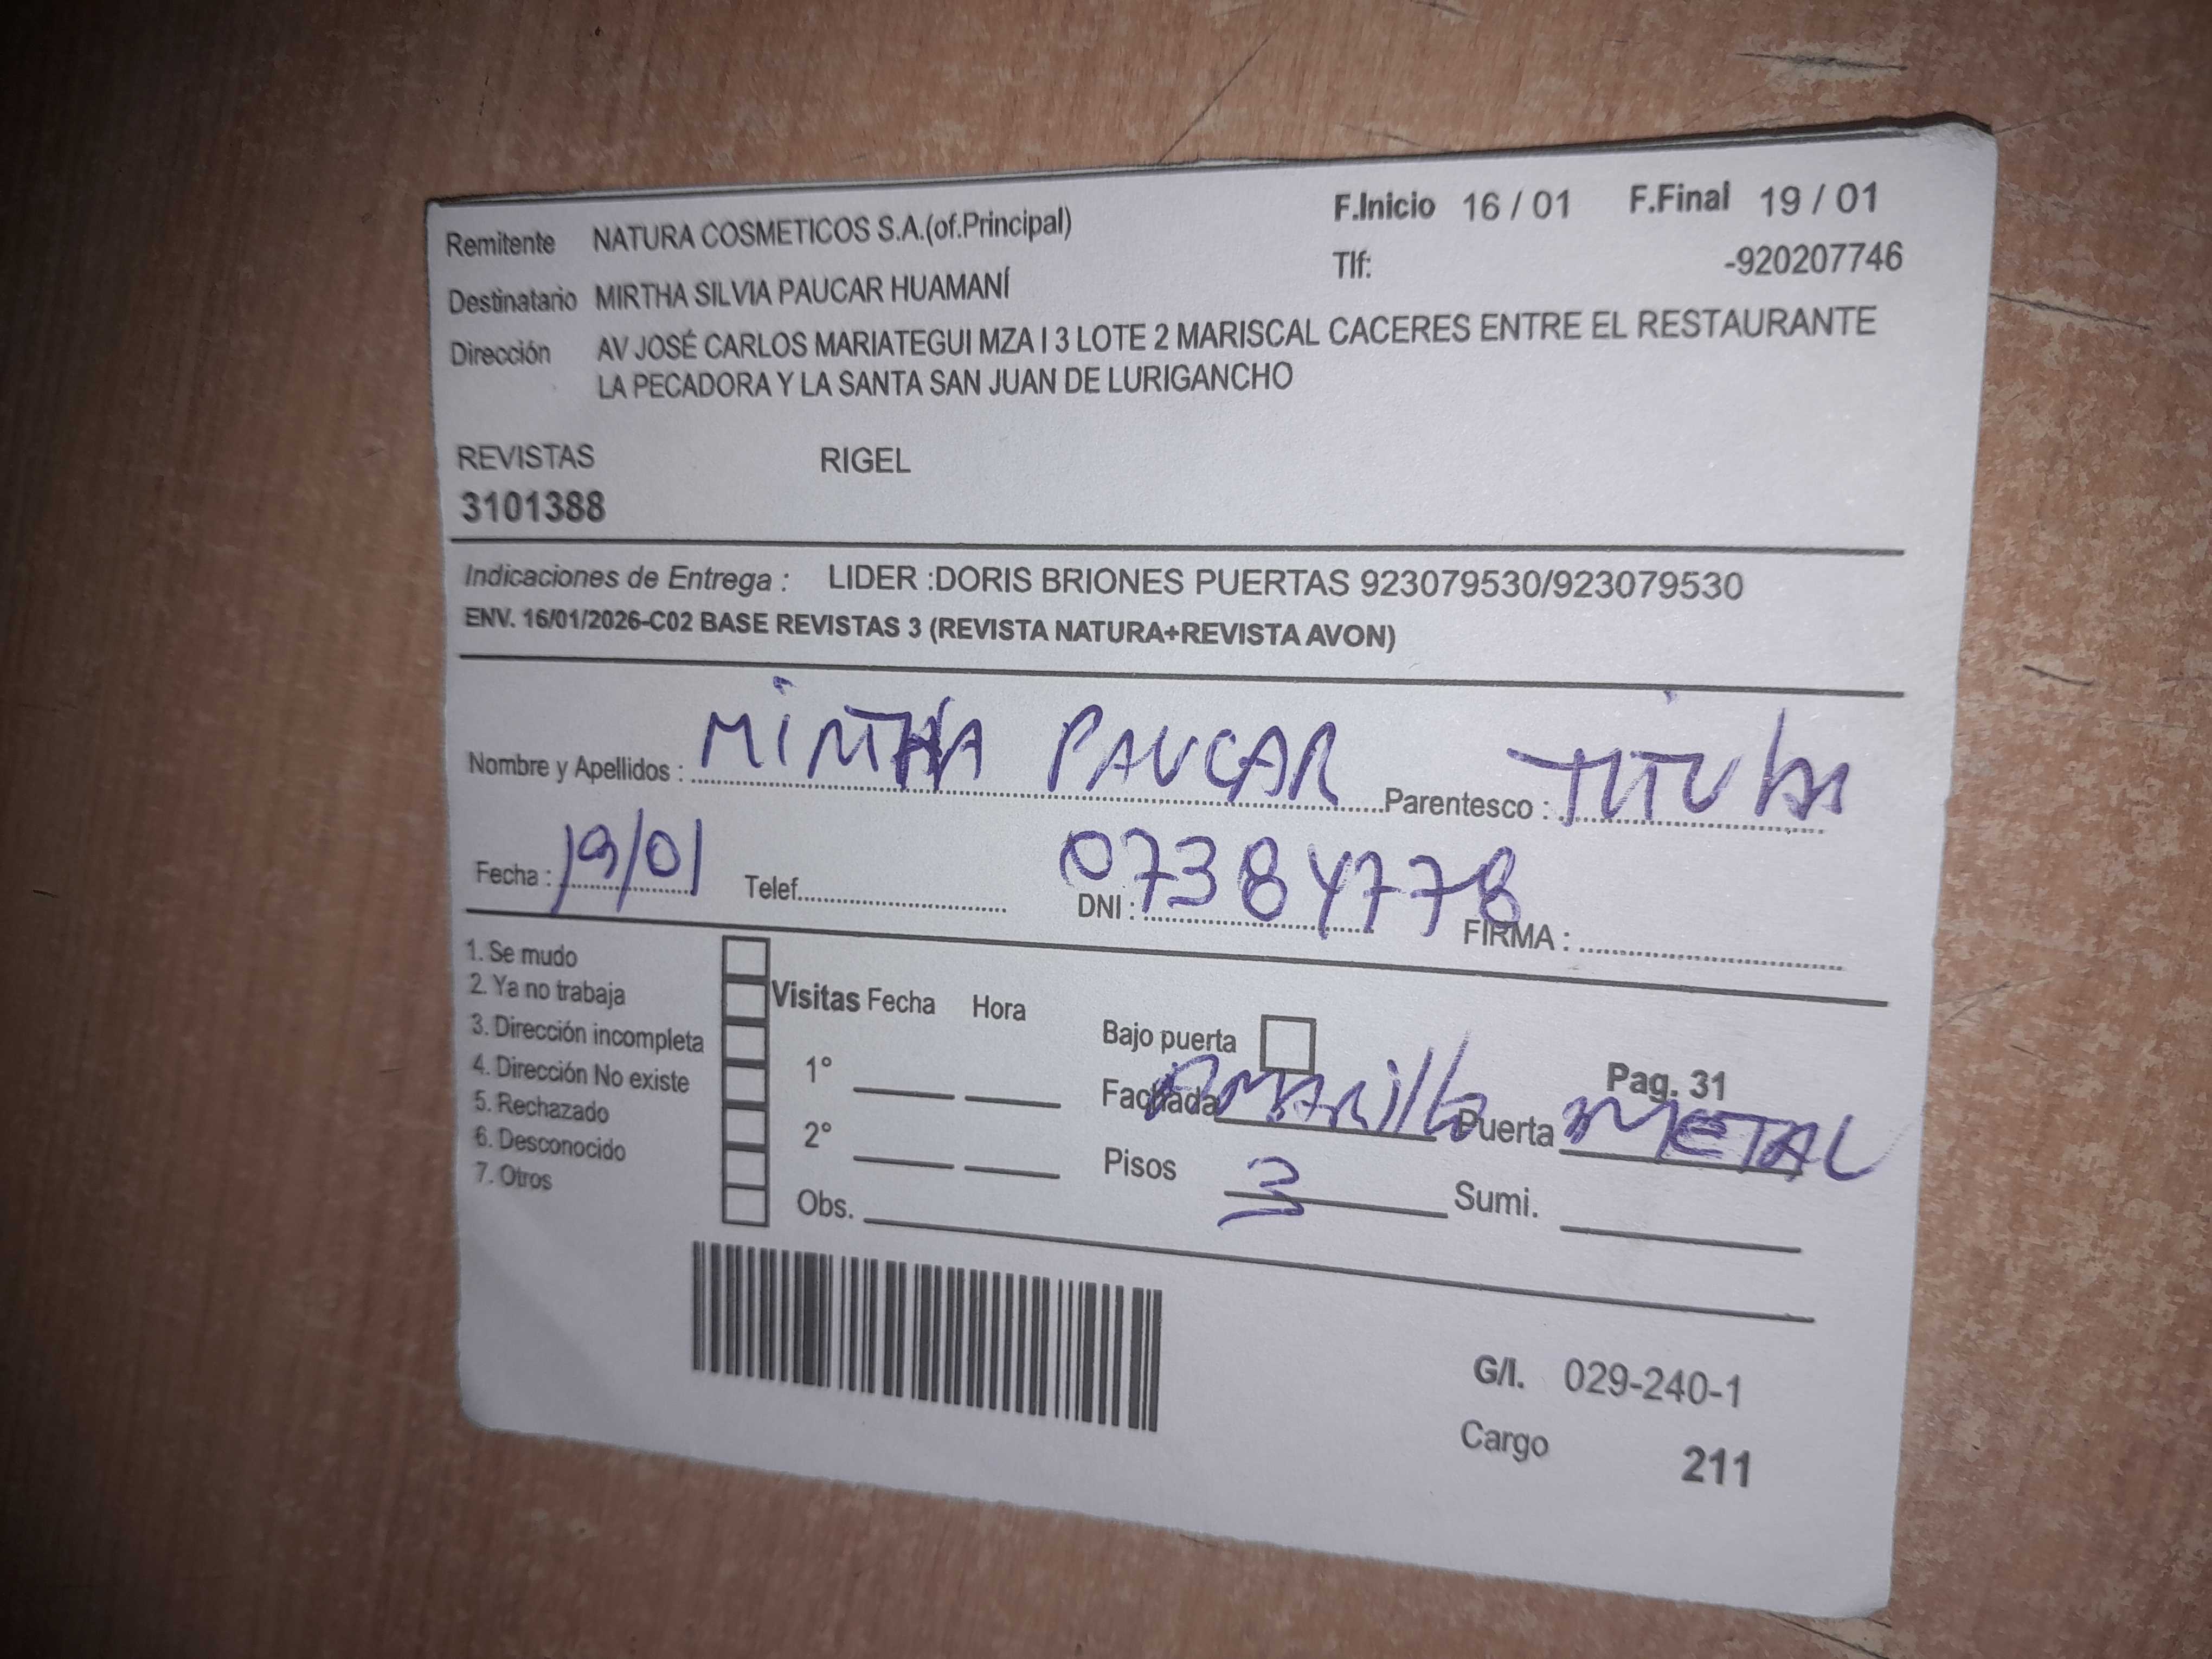 Remitente NATURA COSMETICOS S.A.(of.Principal) F.Inicio 16 / 01 F.Final 19 / 01
Destinatario MIRTHA SILVIA PAUCAR HUAMANÍ Tlf: -920207746
Dirección AV JOSÉ CARLOS MARIATEGUI MZA I 3 LOTE 2 MARISCAL CACERES ENTRE EL RESTAURANTE
LA PECADORA Y LA SANTA SAN JUAN DE LURIGANCHO
REVISTAS RIGEL
3101388
Indicaciones de Entrega : LIDER :DORIS BRIONES PUERTAS 923079530/923079530
ENV. 16/01/2026-C02 BASE REVISTAS 3 (REVISTA NATURA+REVISTA AVON)
Nombre y Apellidos : MIRTHA PAUCAR Parentesco : TITULAR
Fecha : 19/01 Telef. DNI : 07384778 FIRMA :
1. Se mudo
2. Ya no trabaja Visitas Fecha Hora
3. Dirección incompleta Bajo puerta
4. Dirección No existe 1° Fachada Amarilla Pag. 31
5. Rechazado Puerta METAL
6. Desconocido 2° Pisos 3
7. Otros Obs. Sumi.
G/I. 029-240-1
Cargo 211